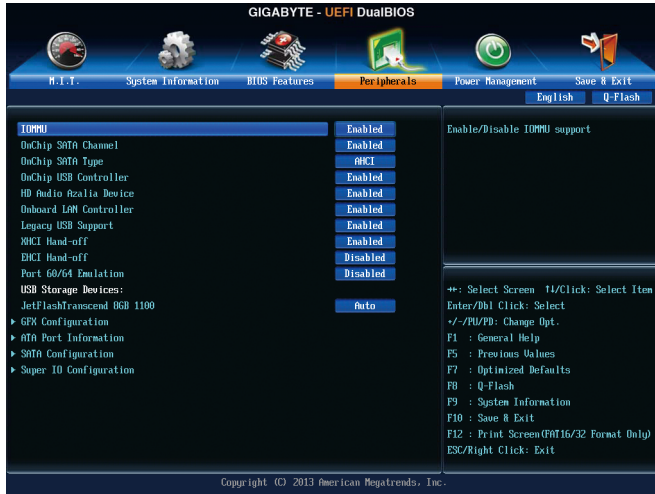 GIGABYTE - UEFI DualBIOS
M.I.T.
System Information
BIOS Features
Peripherals
Power Management
Save & Exit
English
Q-Flash
IOMMU Enabled
OnChip SATA Channel Enabled
OnChip SATA Type AHCI
OnChip USB Controller Enabled
HD Audio Azalia Device Enabled
Onboard LAN Controller Enabled
Legacy USB Support Enabled
XHCI Hand-off Enabled
EHCI Hand-off Disabled
Port 60/64 Emulation Disabled
USB Storage Devices:
JetFlashTranscend 8GB 1100 Auto
GFX Configuration
ATA Port Information
SATA Configuration
Super IO Configuration
Enable/Disable IOMMU support
→←: Select Screen ↑↓/Click: Select Item
Enter/Dbl Click: Select
+/-/PU/PD: Change Opt.
F1 : General Help
F5 : Previous Values
F7 : Optimized Defaults
F8 : Q-Flash
F9 : System Information
F10 : Save & Exit
F12 : Print Screen(FAT16/32 Format Only)
ESC/Right Click: Exit
Copyright (C) 2013 American Megatrends, Inc.